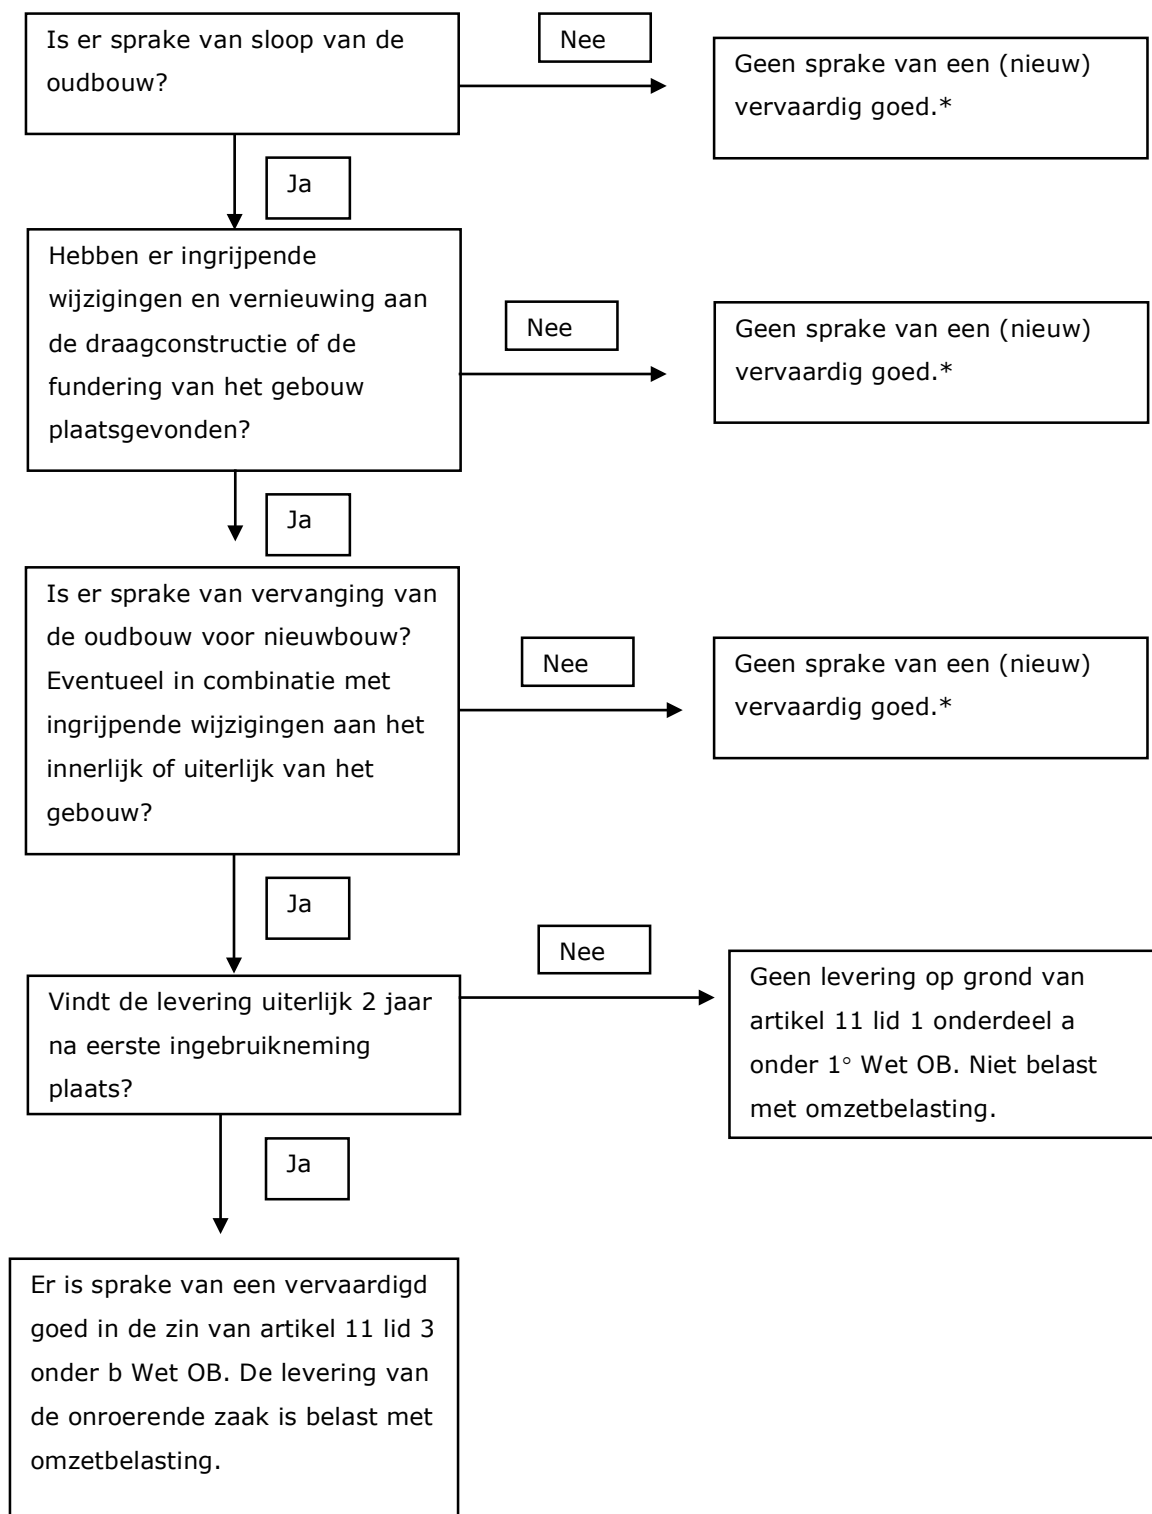 Is er sprake van sloop van de
oudbouw?
Nee
Geen sprake van een (nieuw)
vervaardig goed.*
Ja
Hebben er ingrijpende
wijzigingen en vernieuwing aan
de draagconstructie of de
fundering van het gebouw
plaatsgevonden?
Nee
Geen sprake van een (nieuw)
vervaardig goed.*
Ja
Is er sprake van vervanging van
de oudbouw voor nieuwbouw?
Eventueel in combinatie met
ingrijpende wijzigingen aan het
innerlijk of uiterlijk van het
gebouw?
Nee
Geen sprake van een (nieuw)
vervaardig goed.*
Ja
Vindt de levering uiterlijk 2 jaar
na eerste ingebruikneming
plaats?
Nee
Geen levering op grond van
artikel 11 lid 1 onderdeel a
onder 1° Wet OB. Niet belast
met omzetbelasting.
Ja
Er is sprake van een vervaardigd
goed in de zin van artikel 11 lid 3
onder b Wet OB. De levering van
de onroerende zaak is belast met
omzetbelasting.